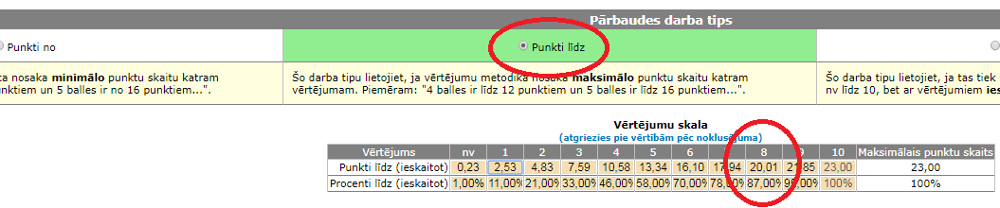 Pārbaudes darba tips
Punkti no
Punkti līdz
nosaka minimālo punktu skaitu katram
unktiem un 5 balles ir no 16 punktiem...".
Šo darba tipu lietojiet, ja vērtējumu metodika nosaka maksimālo punktu skaitu katram
vērtējumam. Piemēram: "4 balles ir līdz 12 punktiem un 5 balles ir līdz 16 punktiem...".
Šo darba tipu lietojiet, ja tas tiek
nv līdz 10, bet ar vērtējumiem ies
Vērtējumu skala
(atgriezies pie vērtībām pēc noklusējuma)
Vērtējums nv 1 2 3 4 5 6 8 9 10 Maksimālais punktu skaits
Punkti līdz (ieskaitot) 0,23 2,53 4,83 7,59 10,58 13,34 16,10 17,94 20,01 21,85 23,00 23,00
Procenti līdz (ieskaitot) 1,00% 11,00% 21,00% 33,00% 46,00% 58,00% 70,00% 78,00% 87,00% 95,00% 100% 100%